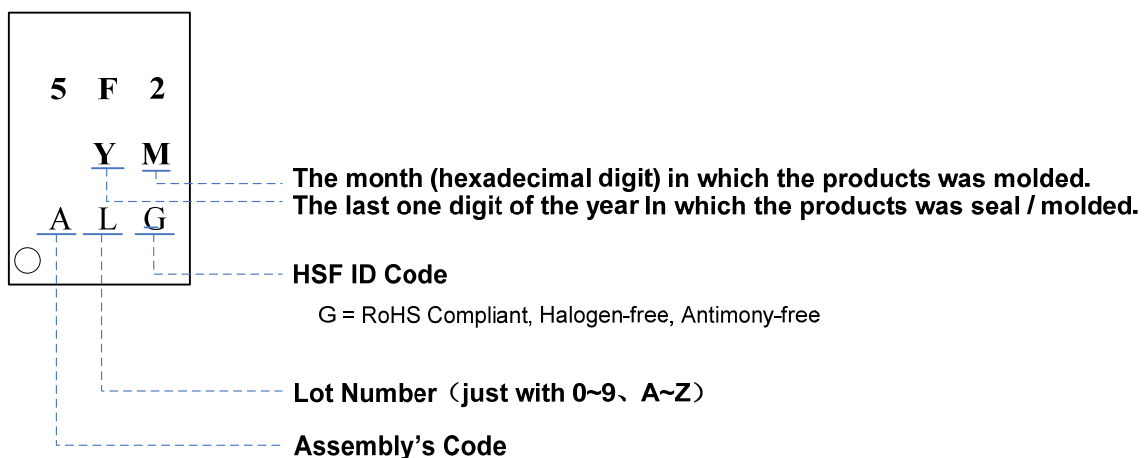 5 F 2
Y M
The month (hexadecimal digit) in which the products was molded.
The last one digit of the year In which the products was seal / molded.
A L G
HSF ID Code
G = RoHS Compliant, Halogen-free, Antimony-free
Lot Number（just with 0~9、A~Z）
Assembly's Code